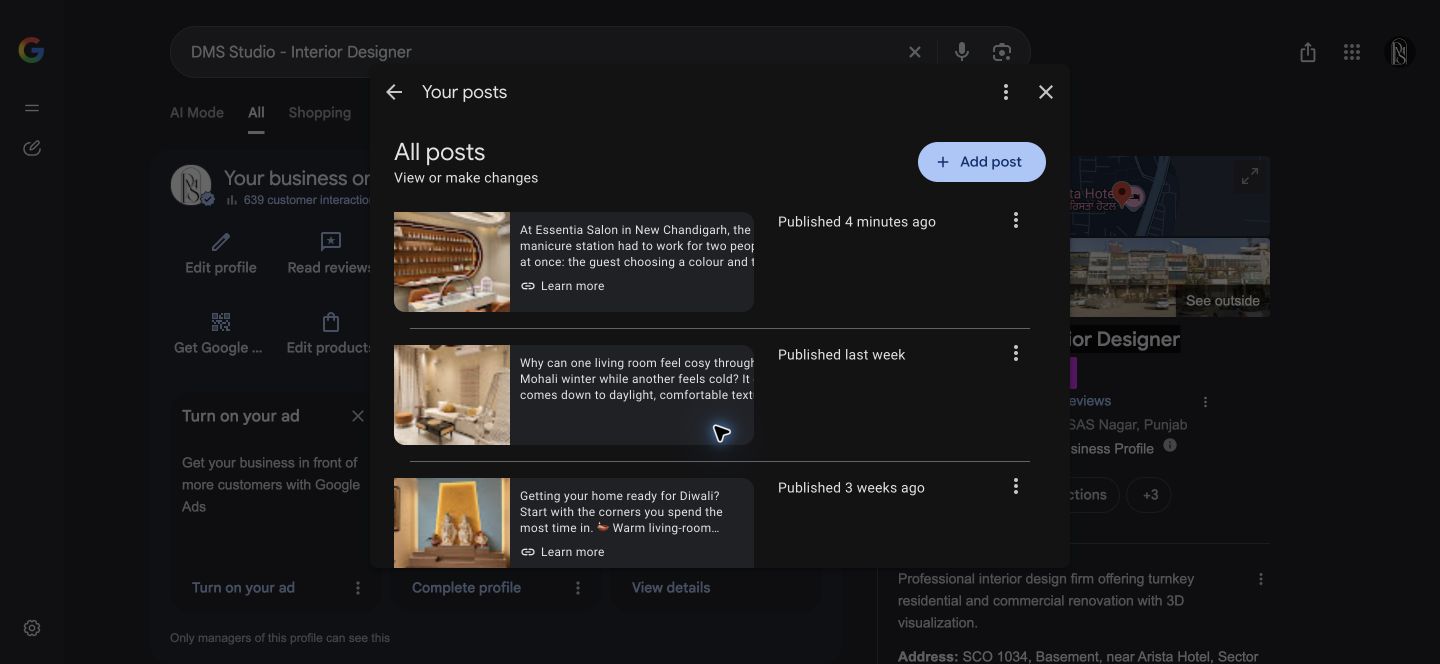 DMS Studio - Interior Designer
AI Mode
All
Shopping
Your posts
All posts
View or make changes
+ Add post
At Essentia Salon in New Chandigarh, the
manicure station had to work for two peop
at once: the guest choosing a colour and t
Learn more
Published 4 minutes ago
Why can one living room feel cosy through
Mohali winter while another feels cold? It
comes down to daylight, comfortable text
Published last week
Getting your home ready for Diwali?
Start with the corners you spend the
most time in. 🪔 Warm living-room…
Learn more
Published 3 weeks ago
Your business on
639 customer interactio
Edit profile
Read reviews
Get Google ...
Edit products
Turn on your ad
Get your business in front of
more customers with Google
Ads
Turn on your ad
Complete profile
View details
Only managers of this profile can see this
sta Hotel
ਰਿਸਤਾ ਹੋਟਲ
See outside
ior Designer
eviews
SAS Nagar, Punjab
siness Profile
ctions
+3
Professional interior design firm offering turnkey
residential and commercial renovation with 3D
visualization.
Address: SCO 1034, Basement, near Arista Hotel, Sector